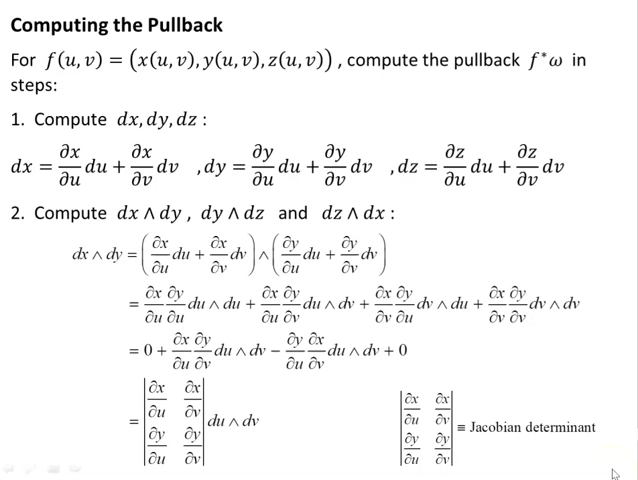 Computing the Pullback
For f(u, v) = (x(u, v), y(u, v), z(u, v)) , compute the pullback f*ω in
steps:
1. Compute dx, dy, dz :
dx = ∂x/∂u du + ∂x/∂v dv , dy = ∂y/∂u du + ∂y/∂v dv , dz = ∂z/∂u du + ∂z/∂v dv
2. Compute dx ∧ dy , dy ∧ dz and dz ∧ dx :
dx ∧ dy = (∂x/∂u du + ∂x/∂v dv) ∧ (∂y/∂u du + ∂y/∂v dv)
= ∂x/∂u ∂y/∂u du ∧ du + ∂x/∂u ∂y/∂v du ∧ dv + ∂x/∂v ∂y/∂u dv ∧ du + ∂x/∂v ∂y/∂v dv ∧ dv
= 0 + ∂x/∂u ∂y/∂v du ∧ dv − ∂y/∂u ∂x/∂v du ∧ dv + 0
= |∂x/∂u ∂x/∂v; ∂y/∂u ∂y/∂v| du ∧ dv
|∂x/∂u ∂x/∂v; ∂y/∂u ∂y/∂v| ≡ Jacobian determinant